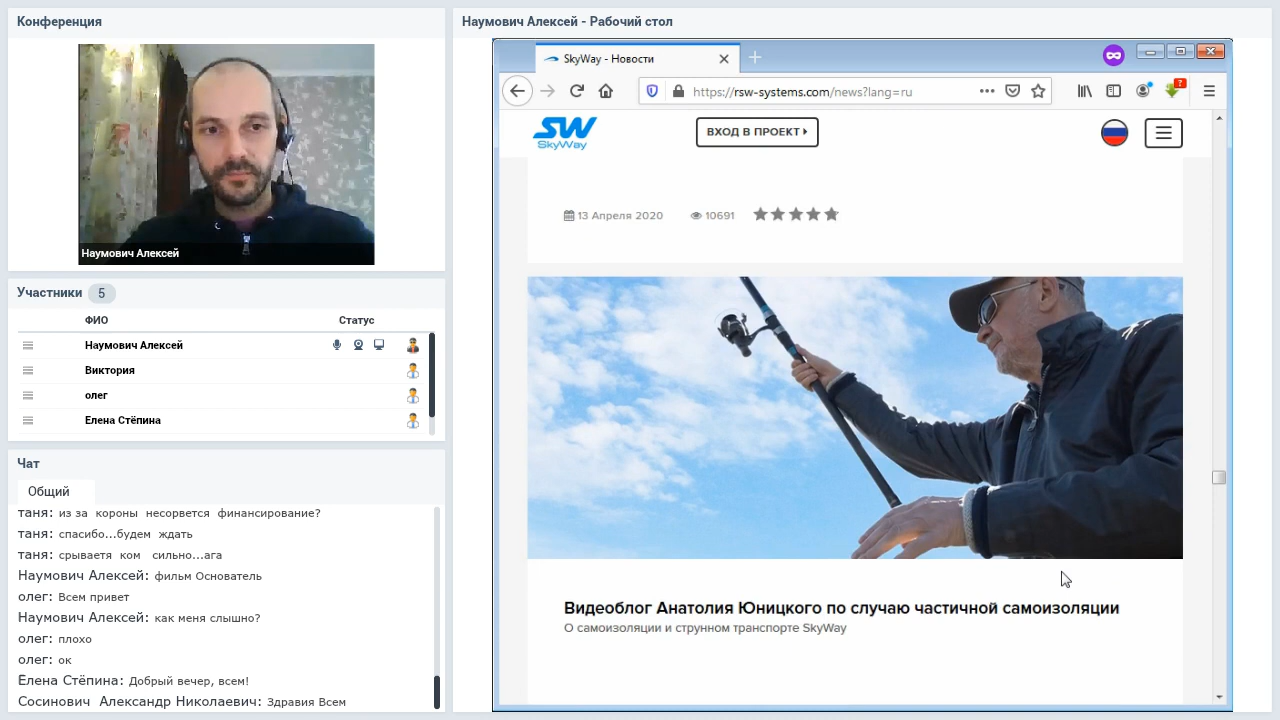 Конференция
Наумович Алексей
Участники 5
ФИО Статус
Наумович Алексей
Виктория
олег
Елена Стёпина
Чат
Общий
таня: из за короны несорвется финансирование?
таня: спасибо...будем ждать
таня: срываетя ком сильно...ага
Наумович Алексей: фильм Основатель
олег: Всем привет
Наумович Алексей: как меня слышно?
олег: плохо
олег: ок
Елена Стёпина: Добрый вечер, всем!
Сосинович Александр Николаевич: Здравия Всем
Наумович Алексей - Рабочий стол
SkyWay - Новости
https://rsw-systems.com/news?lang=ru
?
SW
SkyWay
ВХОД В ПРОЕКТ
13 Апреля 2020 10691
Видеоблог Анатолия Юницкого по случаю частичной самоизоляции
О самоизоляции и струнном транспорте SkyWay